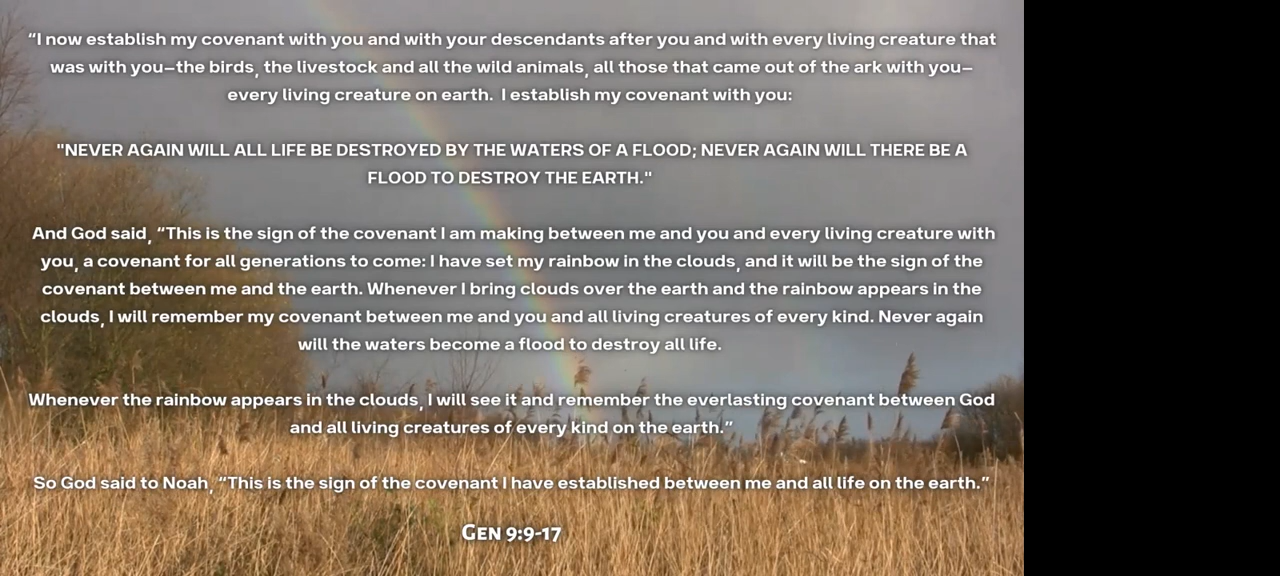 “I now establish my covenant with you and with your descendants after you and with every living creature that
was with you—the birds, the livestock and all the wild animals, all those that came out of the ark with you—
every living creature on earth.  I establish my covenant with you:
"NEVER AGAIN WILL ALL LIFE BE DESTROYED BY THE WATERS OF A FLOOD; NEVER AGAIN WILL THERE BE A
FLOOD TO DESTROY THE EARTH."
And God said, “This is the sign of the covenant I am making between me and you and every living creature with
you, a covenant for all generations to come: I have set my rainbow in the clouds, and it will be the sign of the
covenant between me and the earth. Whenever I bring clouds over the earth and the rainbow appears in the
clouds, I will remember my covenant between me and you and all living creatures of every kind. Never again
will the waters become a flood to destroy all life.
Whenever the rainbow appears in the clouds, I will see it and remember the everlasting covenant between God
and all living creatures of every kind on the earth.”
So God said to Noah, “This is the sign of the covenant I have established between me and all life on the earth.”
Gen 9:9-17